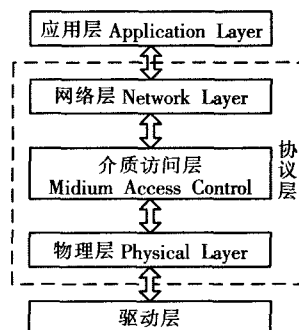 应用层 Application Layer
网络层 Network Layer
介质访问层
Midium Access Control
物理层 Physical Layer
驱动层
协议层